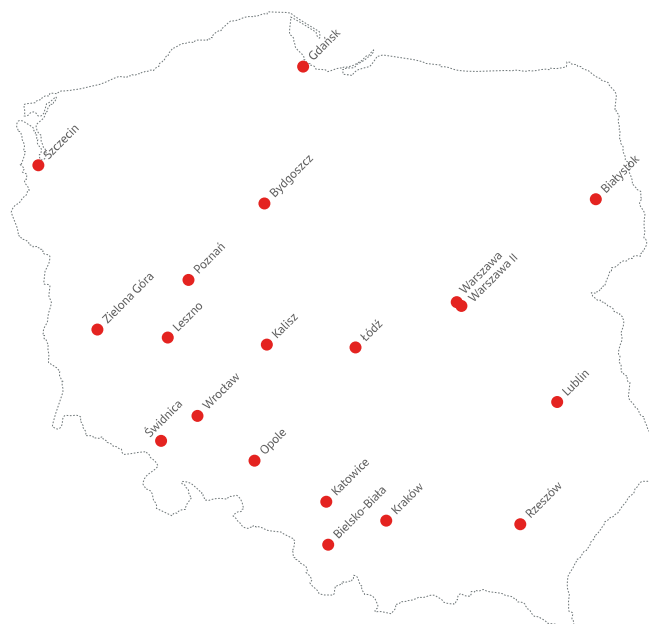 Gdańsk
Szczecin
Bydgoszcz
Białystok
Poznań
Zielona Góra
Leszno
Warszawa
Warszawa II
Kalisz
Łódź
Wrocław
Lublin
Świdnica
Opole
Katowice
Bielsko-Biała
Kraków
Rzeszów